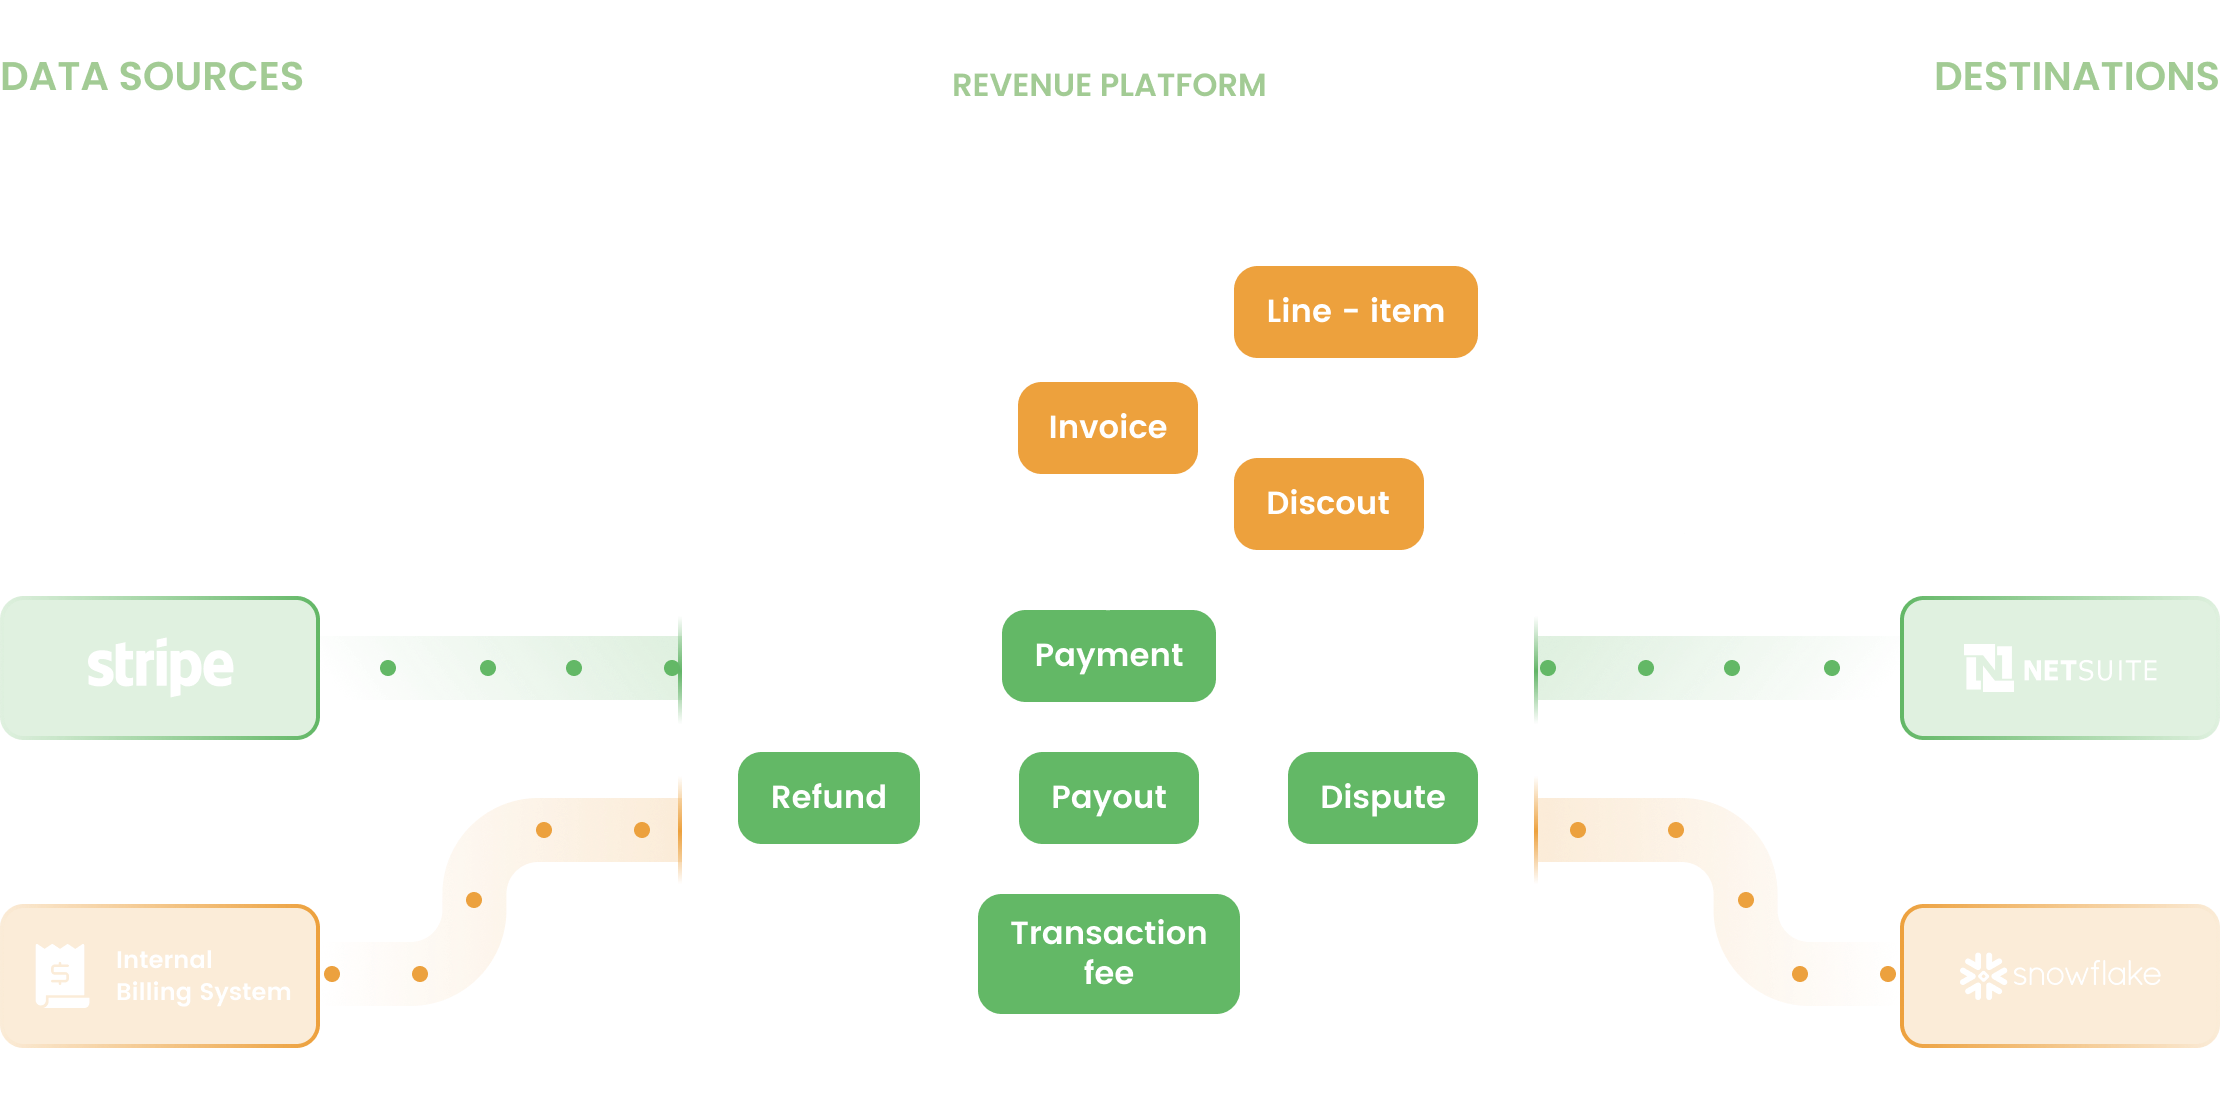 DATA SOURCES
REVENUE PLATFORM
DESTINATIONS
Line - item
Invoice
Discout
stripe
Payment
NETSUITE
Refund
Payout
Dispute
Internal
Billing System
Transaction
fee
snowflake